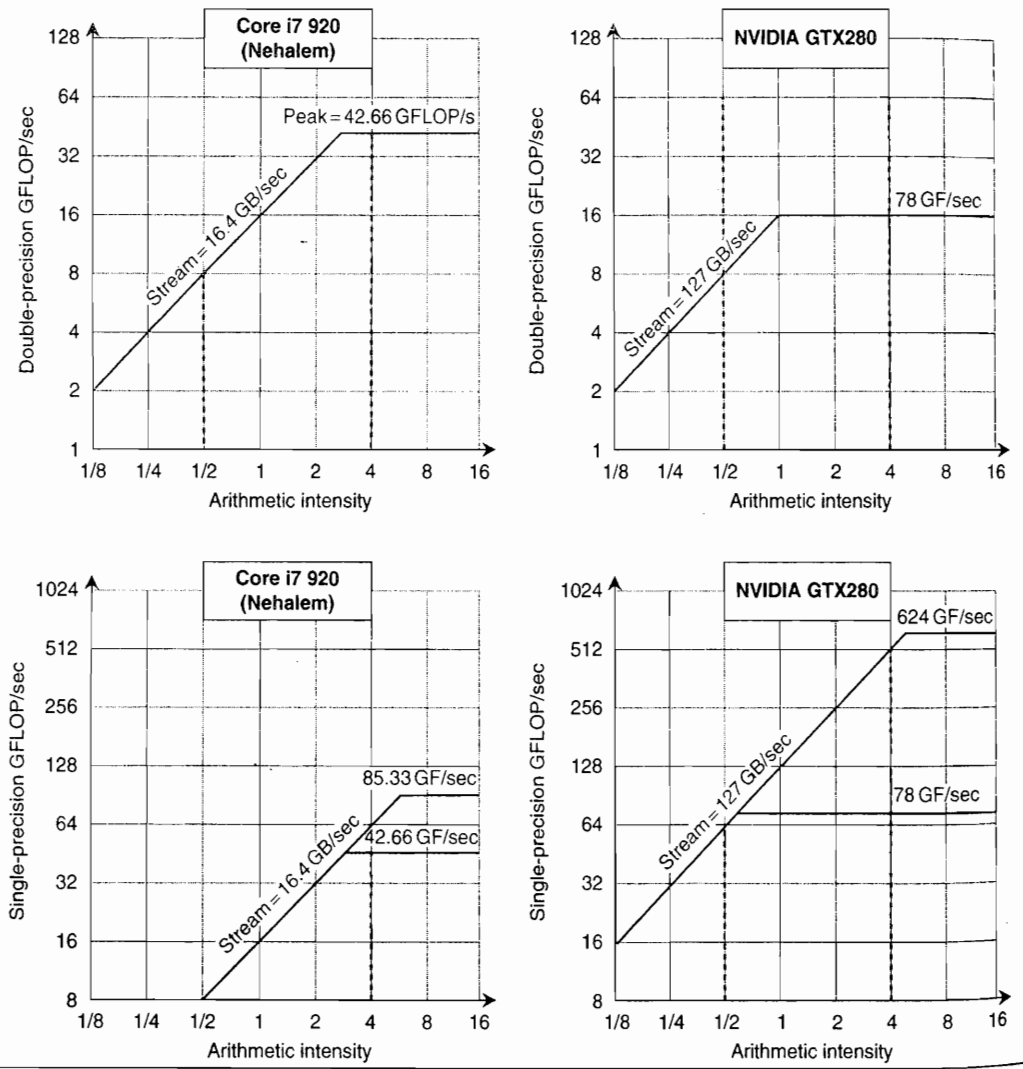 Core i7 920
(Nehalem)
Double-precision GFLOP/sec
128
64
32
16
8
4
2
1
Peak = 42.66 GFLOP/s
Stream = 16.4 GB/sec
1/8 1/4 1/2 1 2 4 8 16
Arithmetic intensity
NVIDIA GTX280
Double-precision GFLOP/sec
128
64
32
16
8
4
2
1
78 GF/sec
Stream = 127 GB/sec
1/8 1/4 1/2 1 2 4 8 16
Arithmetic intensity
Core i7 920
(Nehalem)
Single-precision GFLOP/sec
1024
512
256
128
64
32
16
8
85.33 GF/sec
42.66 GF/sec
Stream = 16.4 GB/sec
1/8 1/4 1/2 1 2 4 8 16
Arithmetic intensity
NVIDIA GTX280
Single-precision GFLOP/sec
1024
512
256
128
64
32
16
8
624 GF/sec
78 GF/sec
Stream = 127 GB/sec
1/8 1/4 1/2 1 2 4 8 16
Arithmetic intensity